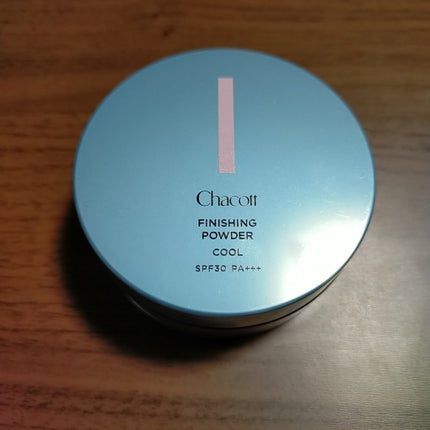 Chacott
FINISHING
POWDER
COOL
SPF30 PA+++